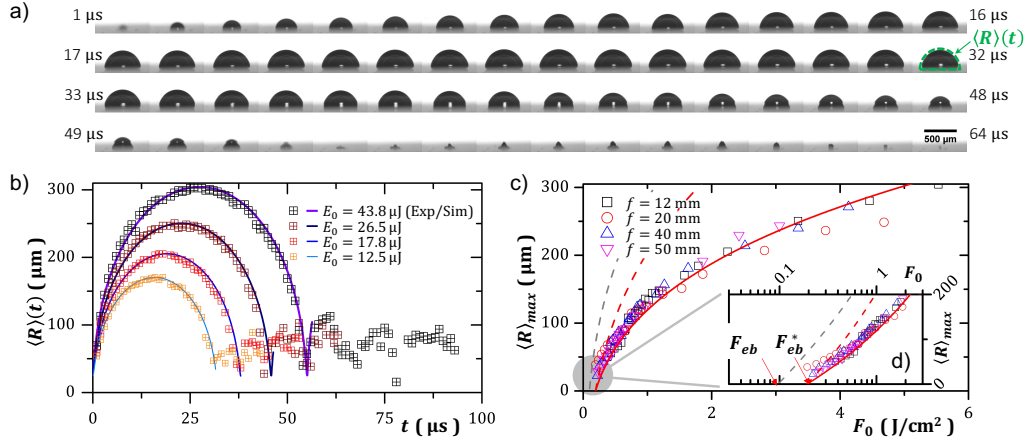 a)
1 µs
16 µs
⟨R⟩(t)
17 µs
32 µs
33 µs
48 µs
49 µs
500 µm
64 µs
b)
300
200
100
0
⟨R⟩(t) (µm)
E₀ = 43.8 µJ (Exp/Sim)
E₀ = 26.5 µJ
E₀ = 17.8 µJ
E₀ = 12.5 µJ
0 25 50 75 100
t (µs)
c)
300
200
100
0
⟨R⟩max (µm)
f = 12 mm
f = 20 mm
f = 40 mm
f = 50 mm
0.1 1 F₀
200
⟨R⟩max
0
Feb F*eb
d)
0 2 4 6
F₀ (J/cm²)